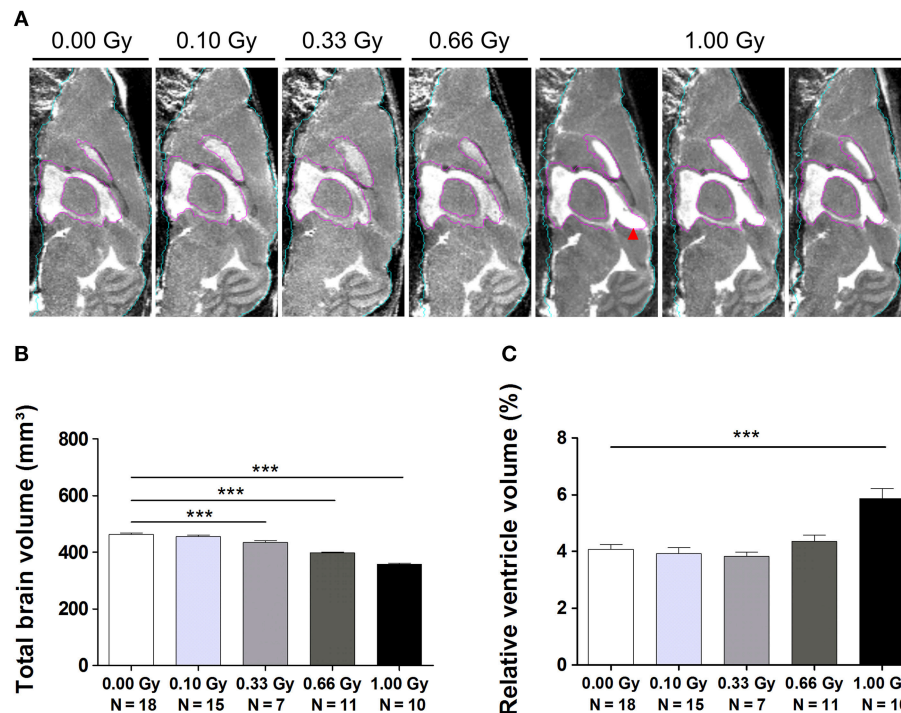 A
0.00 Gy 0.10 Gy 0.33 Gy 0.66 Gy 1.00 Gy
B
Total brain volume (mm³)
800
600
400
200
0
***
***
***
0.00 Gy 0.10 Gy 0.33 Gy 0.66 Gy 1.00 Gy
N = 18 N = 15 N = 7 N = 11 N = 10
C
Relative ventricle volume (%)
8
6
4
2
0
***
0.00 Gy 0.10 Gy 0.33 Gy 0.66 Gy 1.00 G
N = 18 N = 15 N = 7 N = 11 N = 10